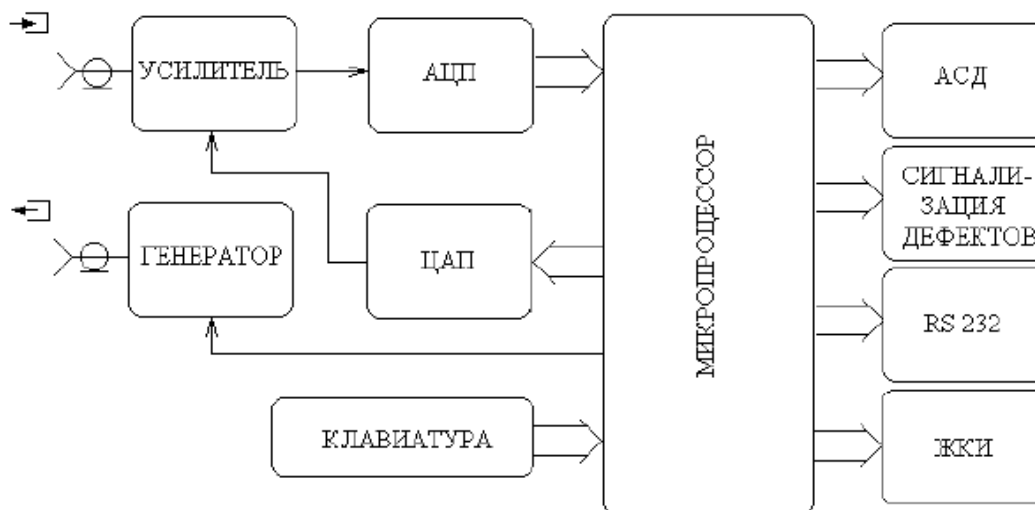 УСИЛИТЕЛЬ
АЦП
АСД
МИКРОПРОЦЕССОР
СИГНАЛИ-
ЗАЦИЯ
ДЕФЕКТОВ
ГЕНЕРАТОР
ЦАП
RS 232
КЛАВИАТУРА
ЖКИ